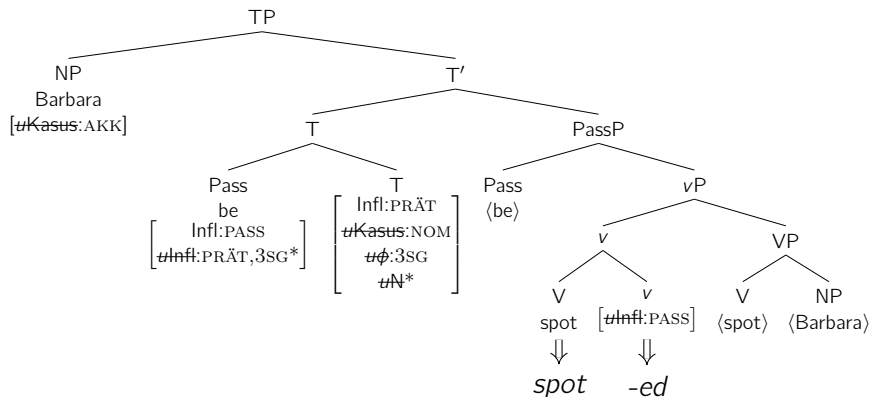 TP
NP T′
Barbara
[uKasus:AKK]
T PassP
Pass T Pass vP
be Infl:PRÄT ⟨be⟩
Infl:PASS uKasus:NOM v VP
uInfl:PRÄT,3SG* uϕ:3SG
uN*
V v V NP
spot [uInfl:PASS] ⟨spot⟩ ⟨Barbara⟩
⇓ ⇓
spot -ed